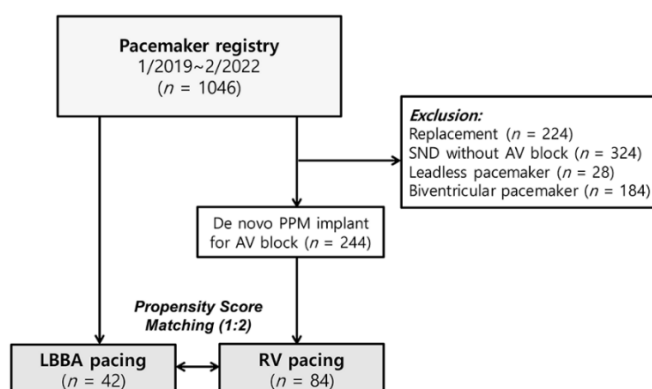 Pacemaker registry
1/2019~2/2022
(n = 1046)
Exclusion:
Replacement (n = 224)
SND without AV block (n = 324)
Leadless pacemaker (n = 28)
Biventricular pacemaker (n = 184)
De novo PPM implant
for AV block (n = 244)
Propensity Score
Matching (1:2)
LBBA pacing
(n = 42)
RV pacing
(n = 84)